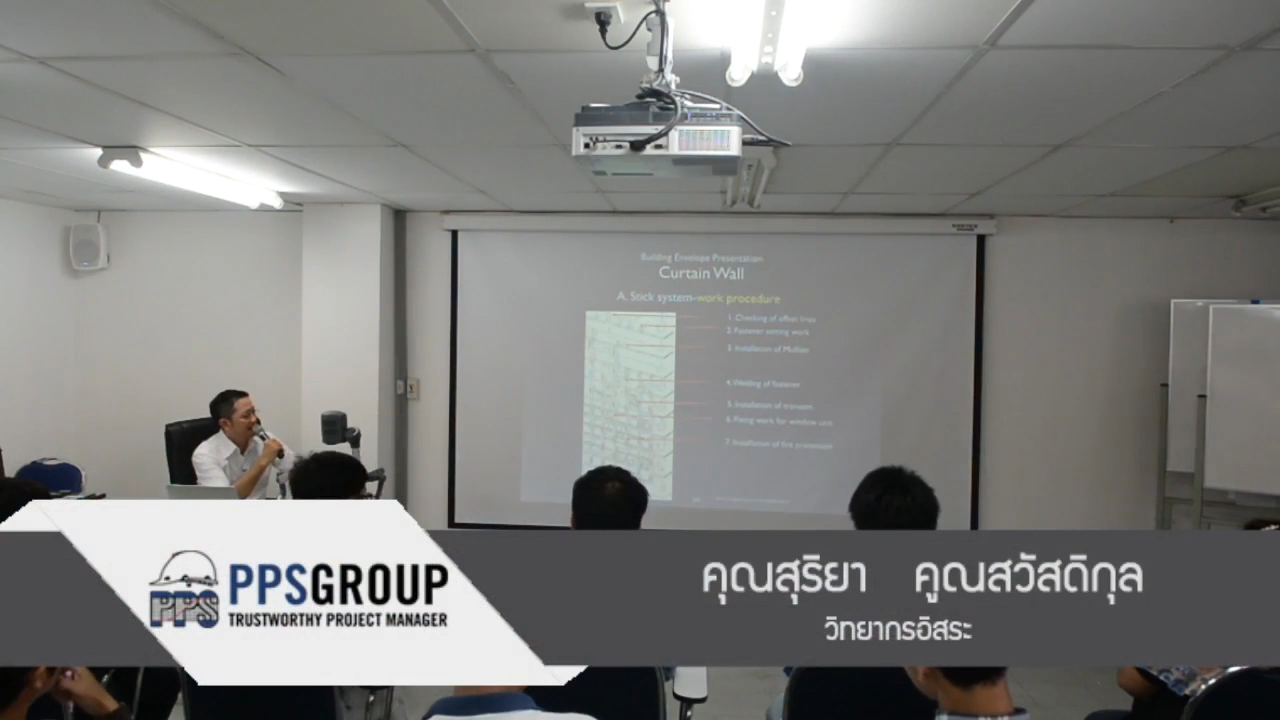 Building Envelope Presentation
Curtain Wall
A. Stick system-work procedure
1. Checking of offset lines
2. Fastener setting work
3. Installation of Mullion
4. Welding of fastener
5. Installation of transom
6. Fixing work for window unit
7. Installation of fire protection
PPS
PPSGROUP
TRUSTWORTHY PROJECT MANAGER
คุณสุริยา คูณสวัสดิกุล
วิทยากรอิสระ